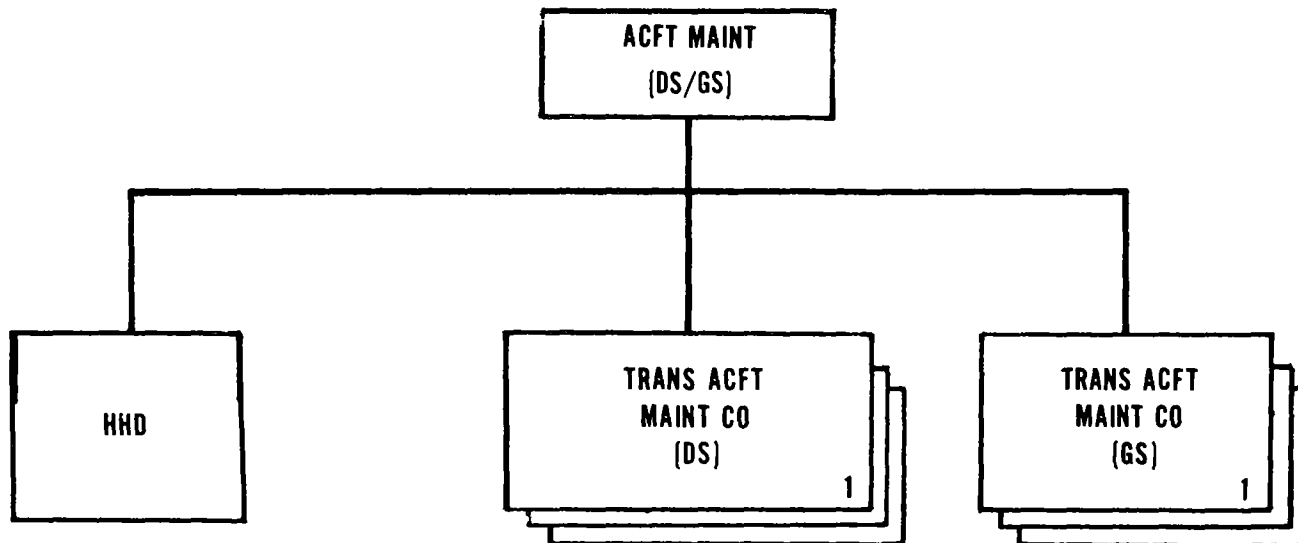 ACFT MAINT
(DS/GS)
HHD
TRANS ACFT
MAINT CO
(DS)
1
TRANS ACFT
MAINT CO
(GS)
1